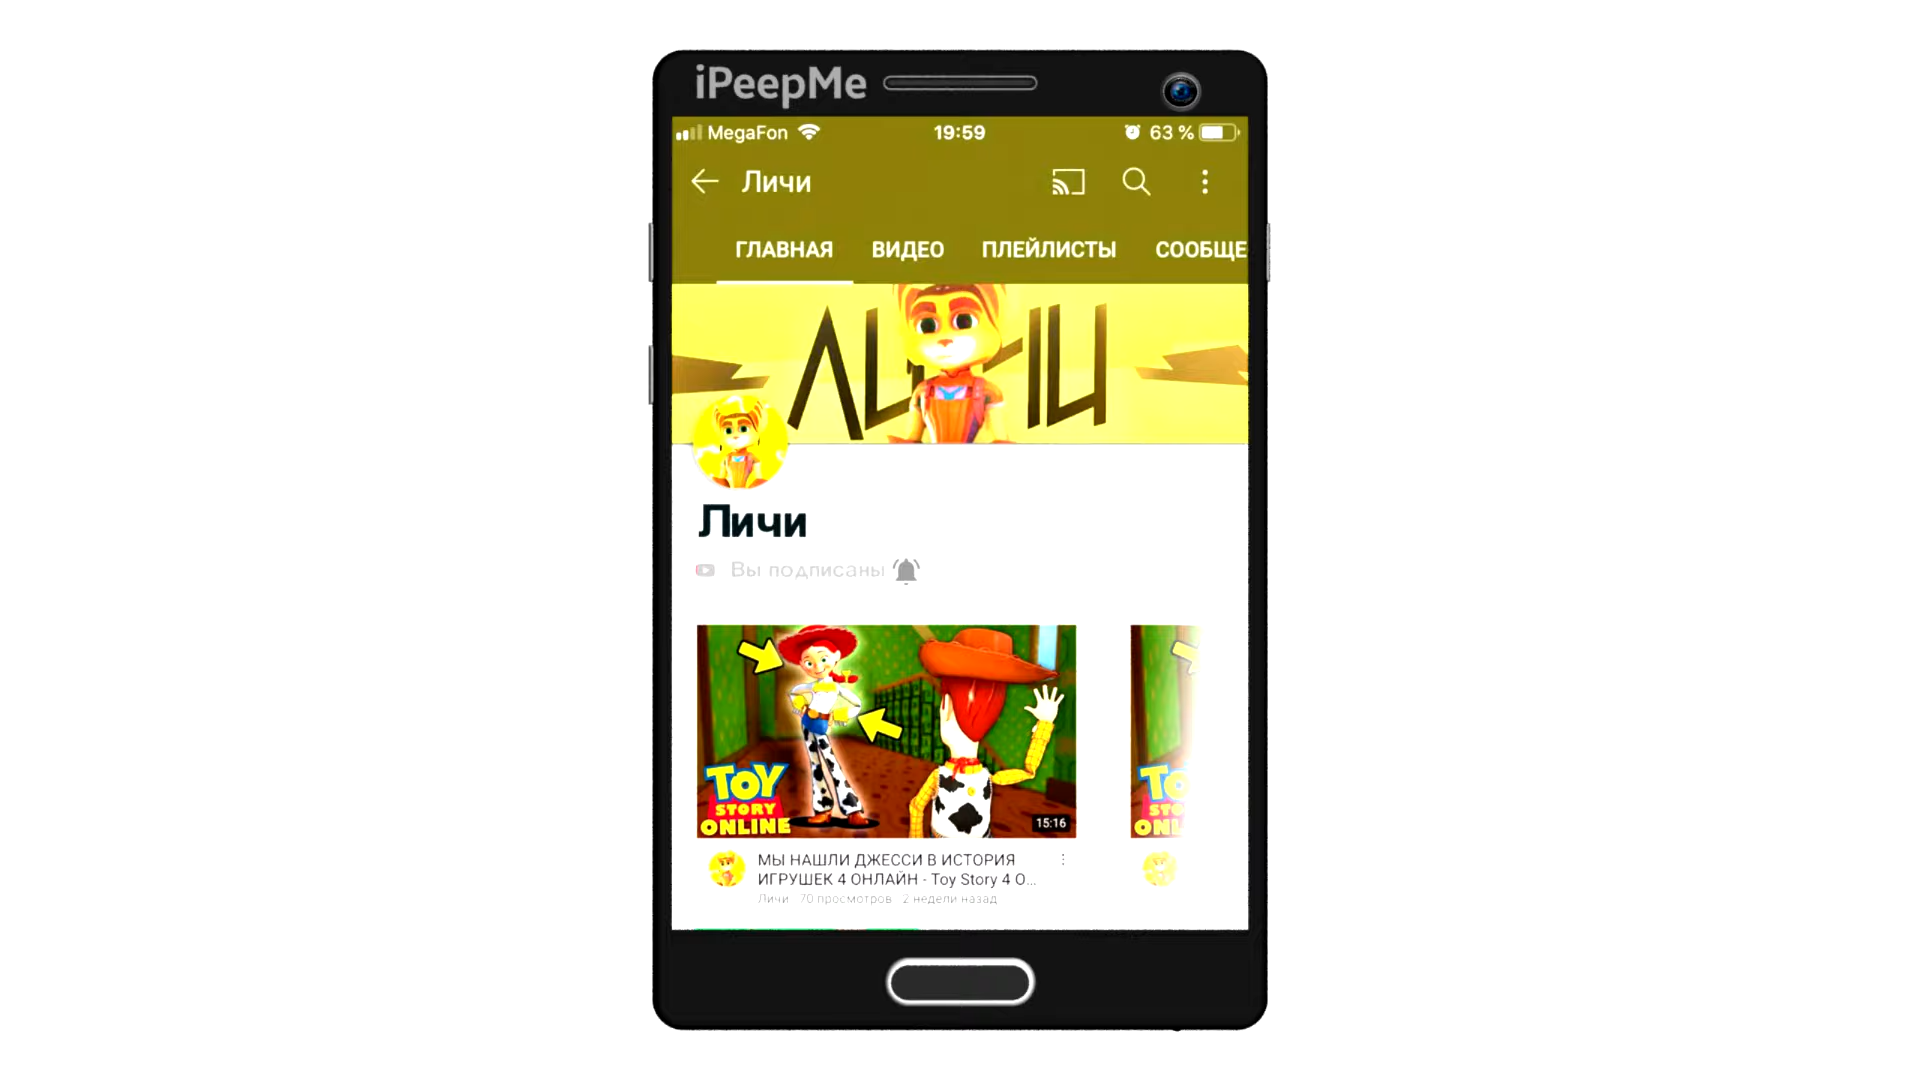 iPeepMe
MegaFon 19:59 63 %
Личи
ГЛАВНАЯ ВИДЕО ПЛЕЙЛИСТЫ СООБЩЕ
Личи
Вы подписаны
TOY
STORY
ONLINE
15:16
МЫ НАШЛИ ДЖЕССИ В ИСТОРИЯ
ИГРУШЕК 4 ОНЛАЙН - Toy Story 4 O...
Личи 70 просмотров 2 недели назад